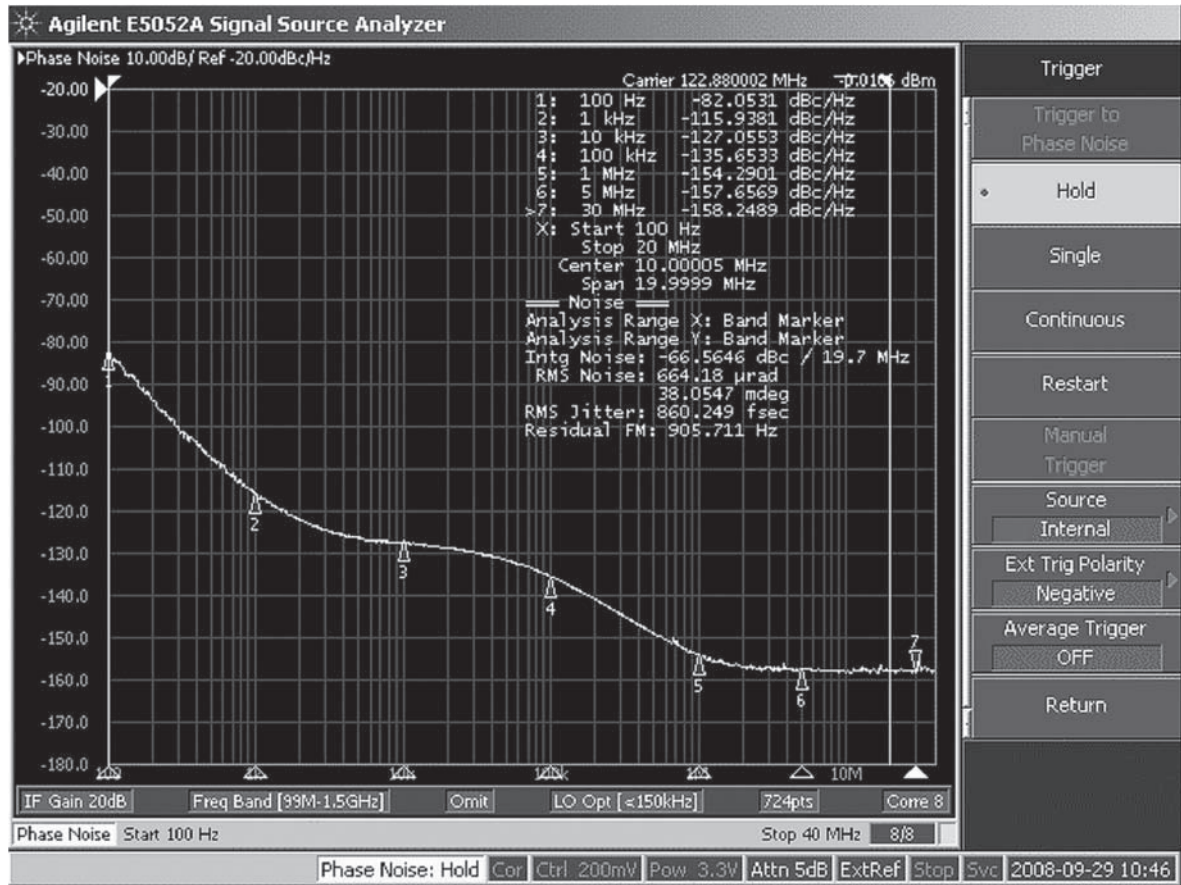 Agilent E5052A Signal Source Analyzer
Phase Noise 10.00dB/ Ref -20.00dBc/Hz
Carrier 122.880002 MHz -0.0106 dBm
-20.00
-30.00
-40.00
-50.00
-60.00
-70.00
-80.00
-90.00
-100.0
-110.0
-120.0
-130.0
-140.0
-150.0
-160.0
-170.0
-180.0
1: 100 Hz -82.0531 dBc/Hz
2: 1 kHz -115.9381 dBc/Hz
3: 10 kHz -127.0553 dBc/Hz
4: 100 kHz -135.6533 dBc/Hz
5: 1 MHz -154.2901 dBc/Hz
6: 5 MHz -157.6569 dBc/Hz
>7: 30 MHz -158.2489 dBc/Hz
X: Start 100 Hz
Stop 20 MHz
Center 10.00005 MHz
Span 19.9999 MHz
=== Noise ===
Analysis Range X: Band Marker
Analysis Range Y: Band Marker
Intg Noise: -66.5646 dBc / 19.7 MHz
RMS Noise: 664.18 µrad
38.0547 mdeg
RMS Jitter: 860.249 fsec
Residual FM: 905.711 Hz
1
2
3
4
5
6
7
100k
10M
IF Gain 20dB
Freq Band [99M-1.5GHz]
Omit
LO Opt [<150kHz]
724pts
Corre 8
Phase Noise Start 100 Hz
Stop 40 MHz 8/8
Phase Noise: Hold Cor Ctrl 200mV Pow 3.3V Attn 5dB ExtRef Stop Svc 2008-09-29 10:46
Trigger
Trigger to
Phase Noise
Hold
Single
Continuous
Restart
Manual
Trigger
Source
Internal
Ext Trig Polarity
Negative
Average Trigger
OFF
Return